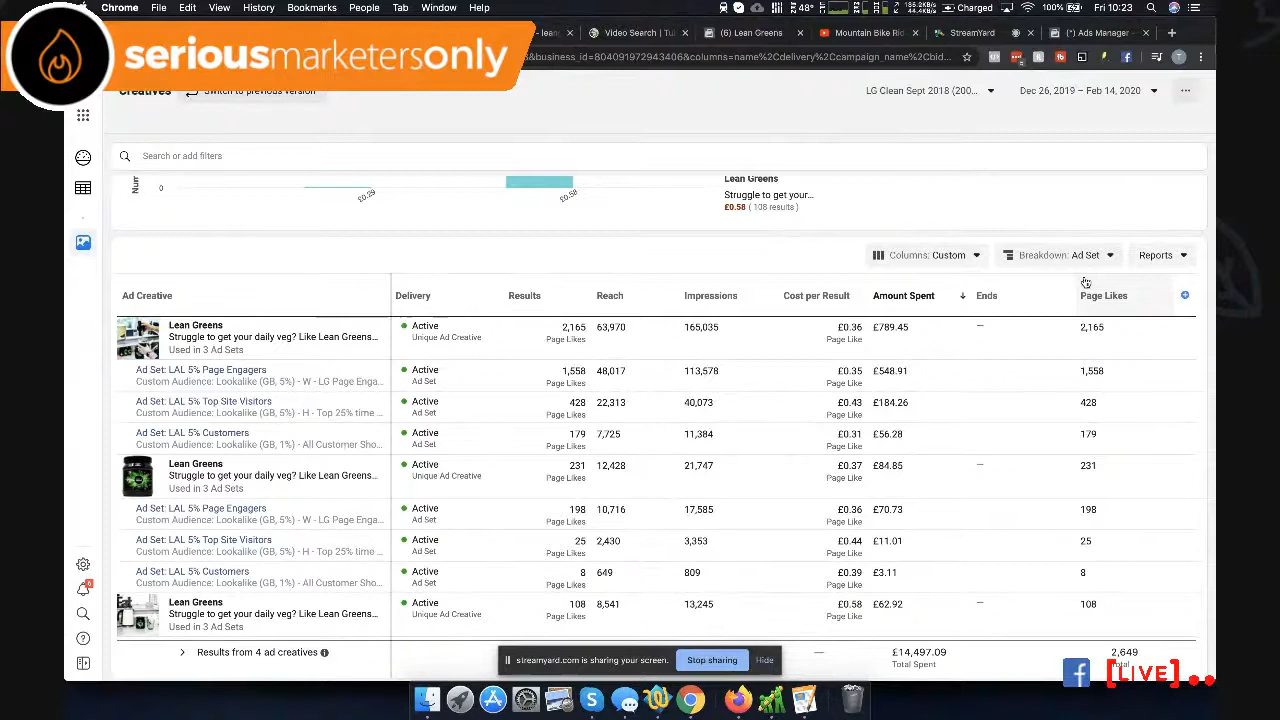 Chrome File Edit View History Bookmarks People Tab Window Help
48° Charged 100% Fri 10:23
seriousmarketersonly
Video Search | Tul
(6) Lean Greens
Mountain Bike Rid
StreamYard
(*) Ads Manager -
6&business_id=804091972943406&columns=name%2Cdelivery%2Ccampaign_name%2Cbid...
Creatives
Switch to previous version
LG Clean Sept 2018 (200...
Dec 26, 2019 – Feb 14, 2020
Search or add filters
Num
0
£0.29
£0.58
Lean Greens
Struggle to get your...
£0.58 ( 108 results )
Columns: Custom
Breakdown: Ad Set
Reports
Ad Creative Delivery Results Reach Impressions Cost per Result Amount Spent Ends Page Likes
Lean Greens Active 2,165 63,970 165,035 £0.36 £789.45 — 2,165
Struggle to get your daily veg? Like Lean Greens... Unique Ad Creative Page Likes Page Like
Used in 3 Ad Sets
Ad Set: LAL 5% Page Engagers Active 1,558 48,017 113,578 £0.35 £548.91 1,558
Custom Audience: Lookalike (GB, 5%) - W - LG Page Enga... Ad Set Page Likes Page Like
Ad Set: LAL 5% Top Site Visitors Active 428 22,313 40,073 £0.43 £184.26 428
Custom Audience: Lookalike (GB, 5%) - H - Top 25% time ... Ad Set Page Likes Page Like
Ad Set: LAL 5% Customers Active 179 7,725 11,384 £0.31 £56.28 179
Custom Audience: Lookalike (GB, 1%) - All Customer Sho... Ad Set Page Likes Page Like
Lean Greens Active 231 12,428 21,747 £0.37 £84.85 — 231
Struggle to get your daily veg? Like Lean Greens... Unique Ad Creative Page Likes Page Like
Used in 3 Ad Sets
Ad Set: LAL 5% Page Engagers Active 198 10,716 17,585 £0.36 £70.73 198
Custom Audience: Lookalike (GB, 5%) - W - LG Page Enga... Ad Set Page Likes Page Like
Ad Set: LAL 5% Top Site Visitors Active 25 2,430 3,353 £0.44 £11.01 25
Custom Audience: Lookalike (GB, 5%) - H - Top 25% time ... Ad Set Page Likes Page Like
Ad Set: LAL 5% Customers Active 8 649 809 £0.39 £3.11 8
Custom Audience: Lookalike (GB, 1%) - All Customer Sho... Ad Set Page Likes Page Like
Lean Greens Active 108 8,541 13,245 £0.58 £62.92 — 108
Struggle to get your daily veg? Like Lean Greens... Unique Ad Creative Page Likes Page Like
Used in 3 Ad Sets
Results from 4 ad creatives — £14,497.09 2,649
Total Spent
streamyard.com is sharing your screen. Stop sharing Hide
[LIVE]